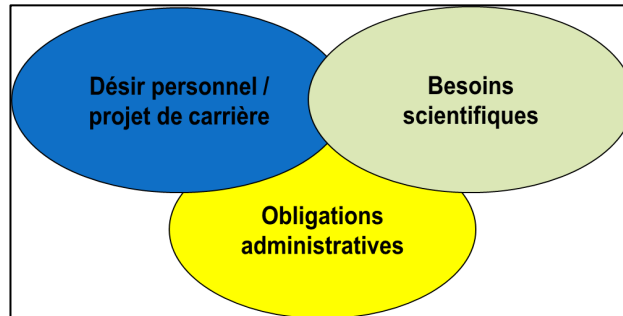 Désir personnel /
projet de carrière
Besoins
scientifiques
Obligations
administratives